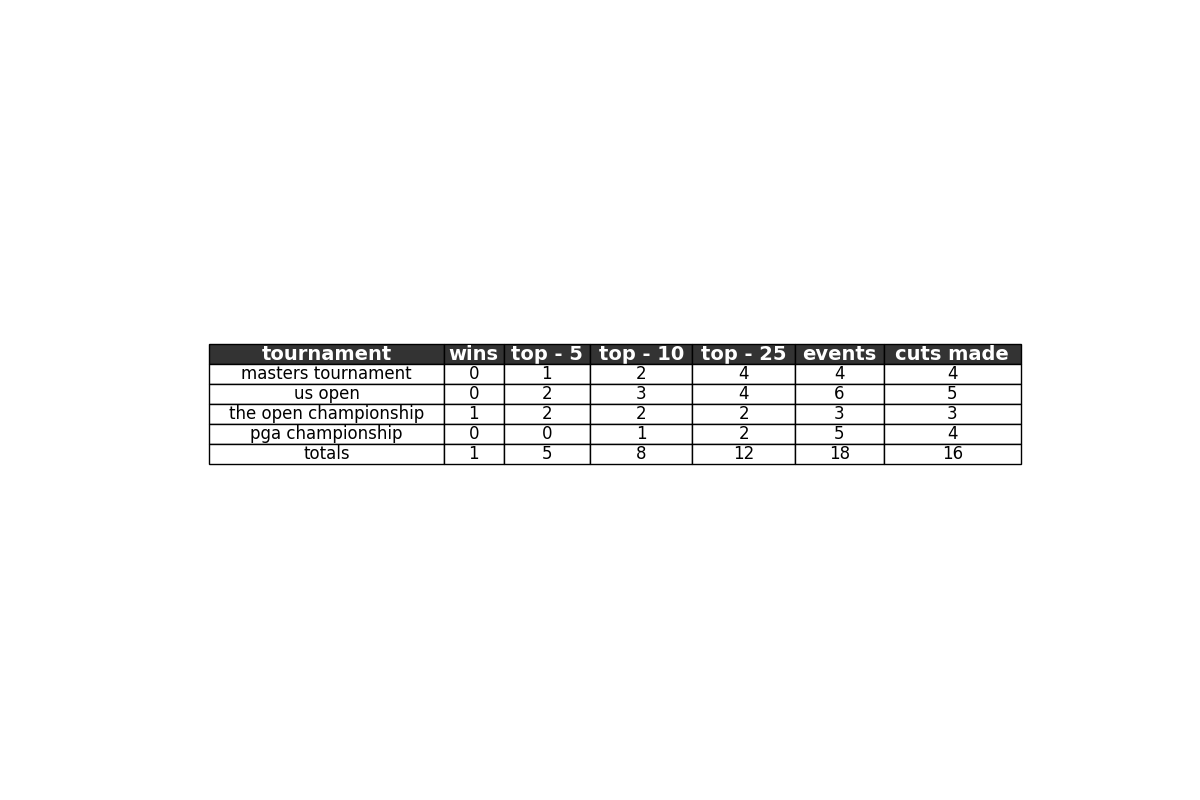 tournament wins top - 5 top - 10 top - 25 events cuts made
masters tournament 0 1 2 4 4 4
us open 0 2 3 4 6 5
the open championship 1 2 2 2 3 3
pga championship 0 0 1 2 5 4
totals 1 5 8 12 18 16